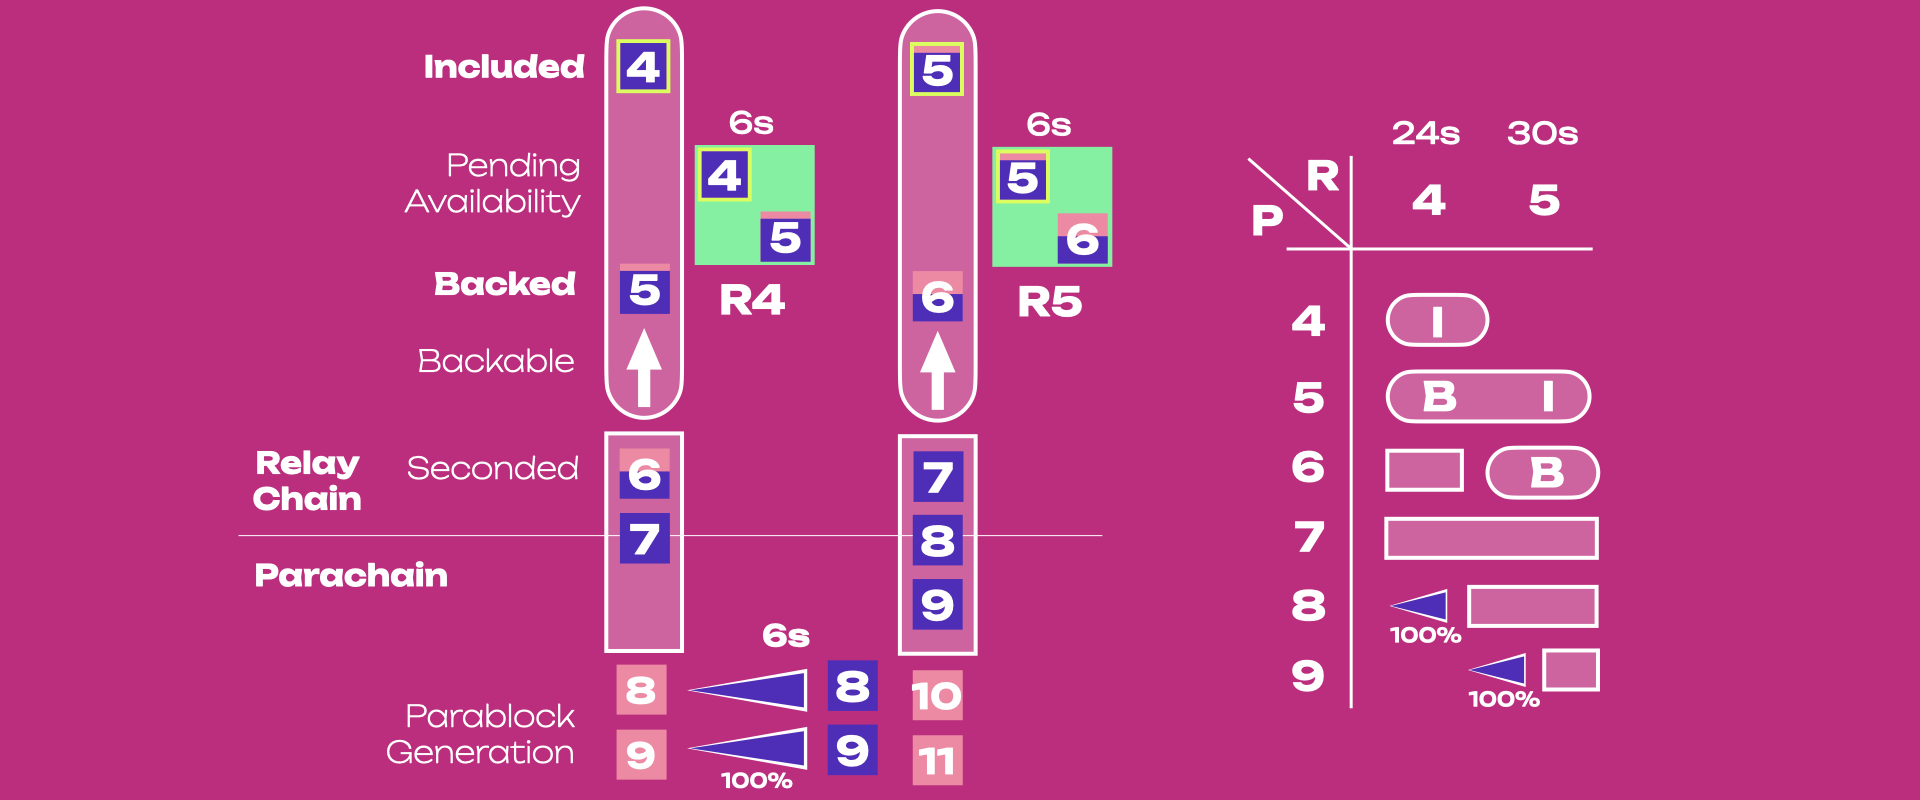 Included
4
5
6s
6s
4
5
5
6
Pending
Availability
Backed
5
6
R4
R5
Backable
Relay
Chain
Seconded
6
7
7
8
Parachain
9
6s
8
8
10
Parablock
Generation
9
9
11
100%
24s
30s
R
4
5
P
4
I
5
B
I
6
B
7
8
100%
9
100%